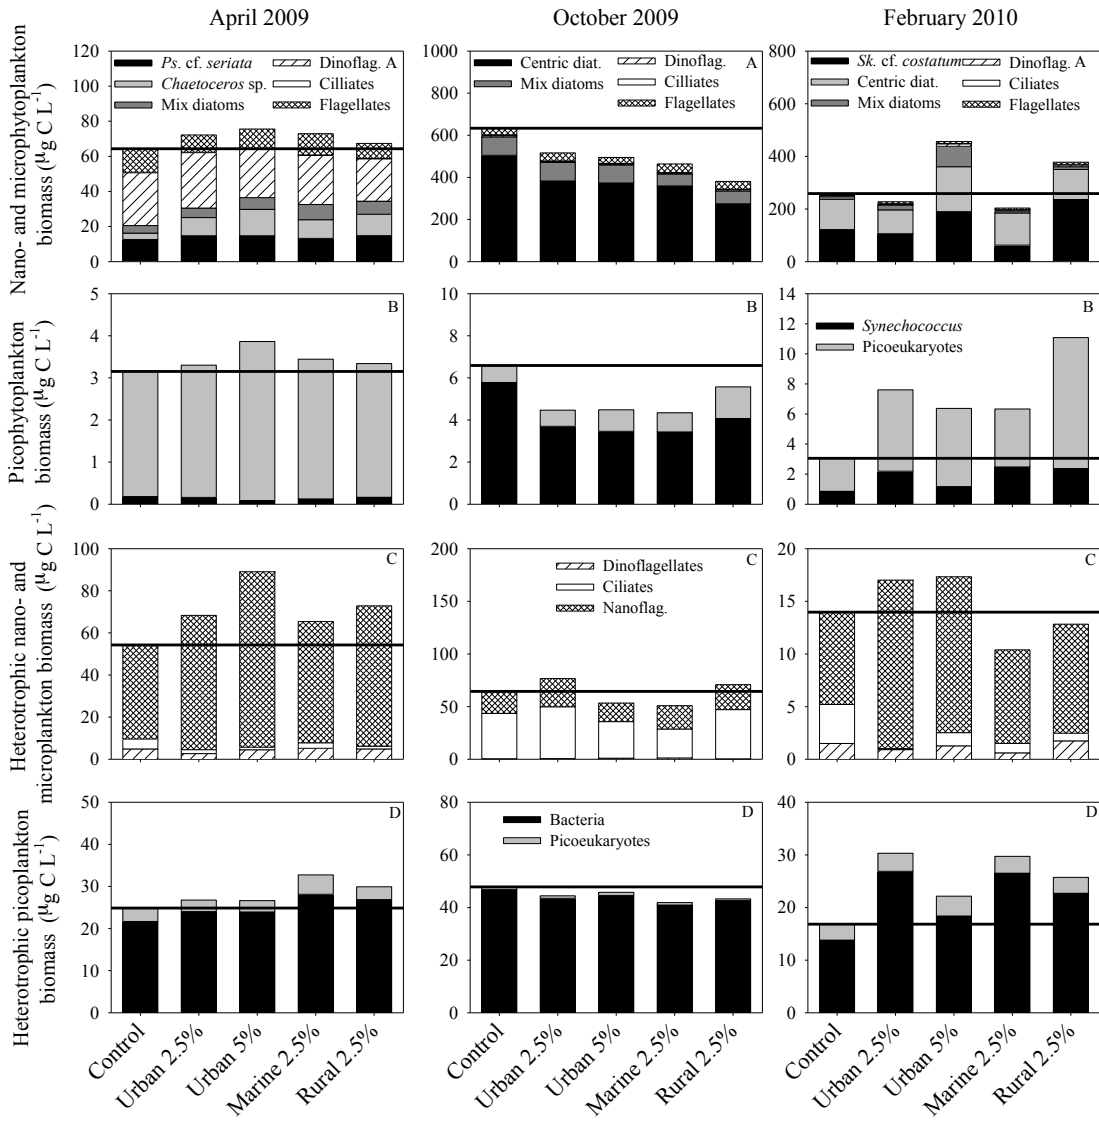 April 2009
October 2009
February 2010
Nano- and microphytoplankton
biomass (µg C L-1)
120
100
80
60
40
20
0
Ps. cf. seriata
Chaetoceros sp.
Mix diatoms
Dinoflag. A
Cilliates
Flagellates
1000
800
600
400
200
0
Centric diat.
Mix diatoms
Dinoflag.
Ciliates
Flagellates
A
800
600
400
200
0
Sk. cf. costatum
Centric diat.
Mix diatoms
Dinoflag. A
Ciliates
Flagellates
Picophytoplankton
biomass (µg C L-1)
5
4
3
2
1
0
B
10
8
6
4
2
0
B
14
12
10
8
6
4
2
0
B
Synechococcus
Picoeukaryotes
Heterotrophic nano- and
microplankton biomass (µg C L-1)
100
80
60
40
20
0
C
200
150
100
50
0
C
Dinoflagellates
Ciliates
Nanoflag.
20
15
10
5
0
C
Heterotrophic picoplankton
biomass (µg C L-1)
50
40
30
20
10
0
D
80
60
40
20
0
D
Bacteria
Picoeukaryotes
40
30
20
10
0
D
Control
Urban 2.5%
Urban 5%
Marine 2.5%
Rural 2.5%
Control
Urban 2.5%
Urban 5%
Marine 2.5%
Rural 2.5%
Control
Urban 2.5%
Urban 5%
Marine 2.5%
Rural 2.5%